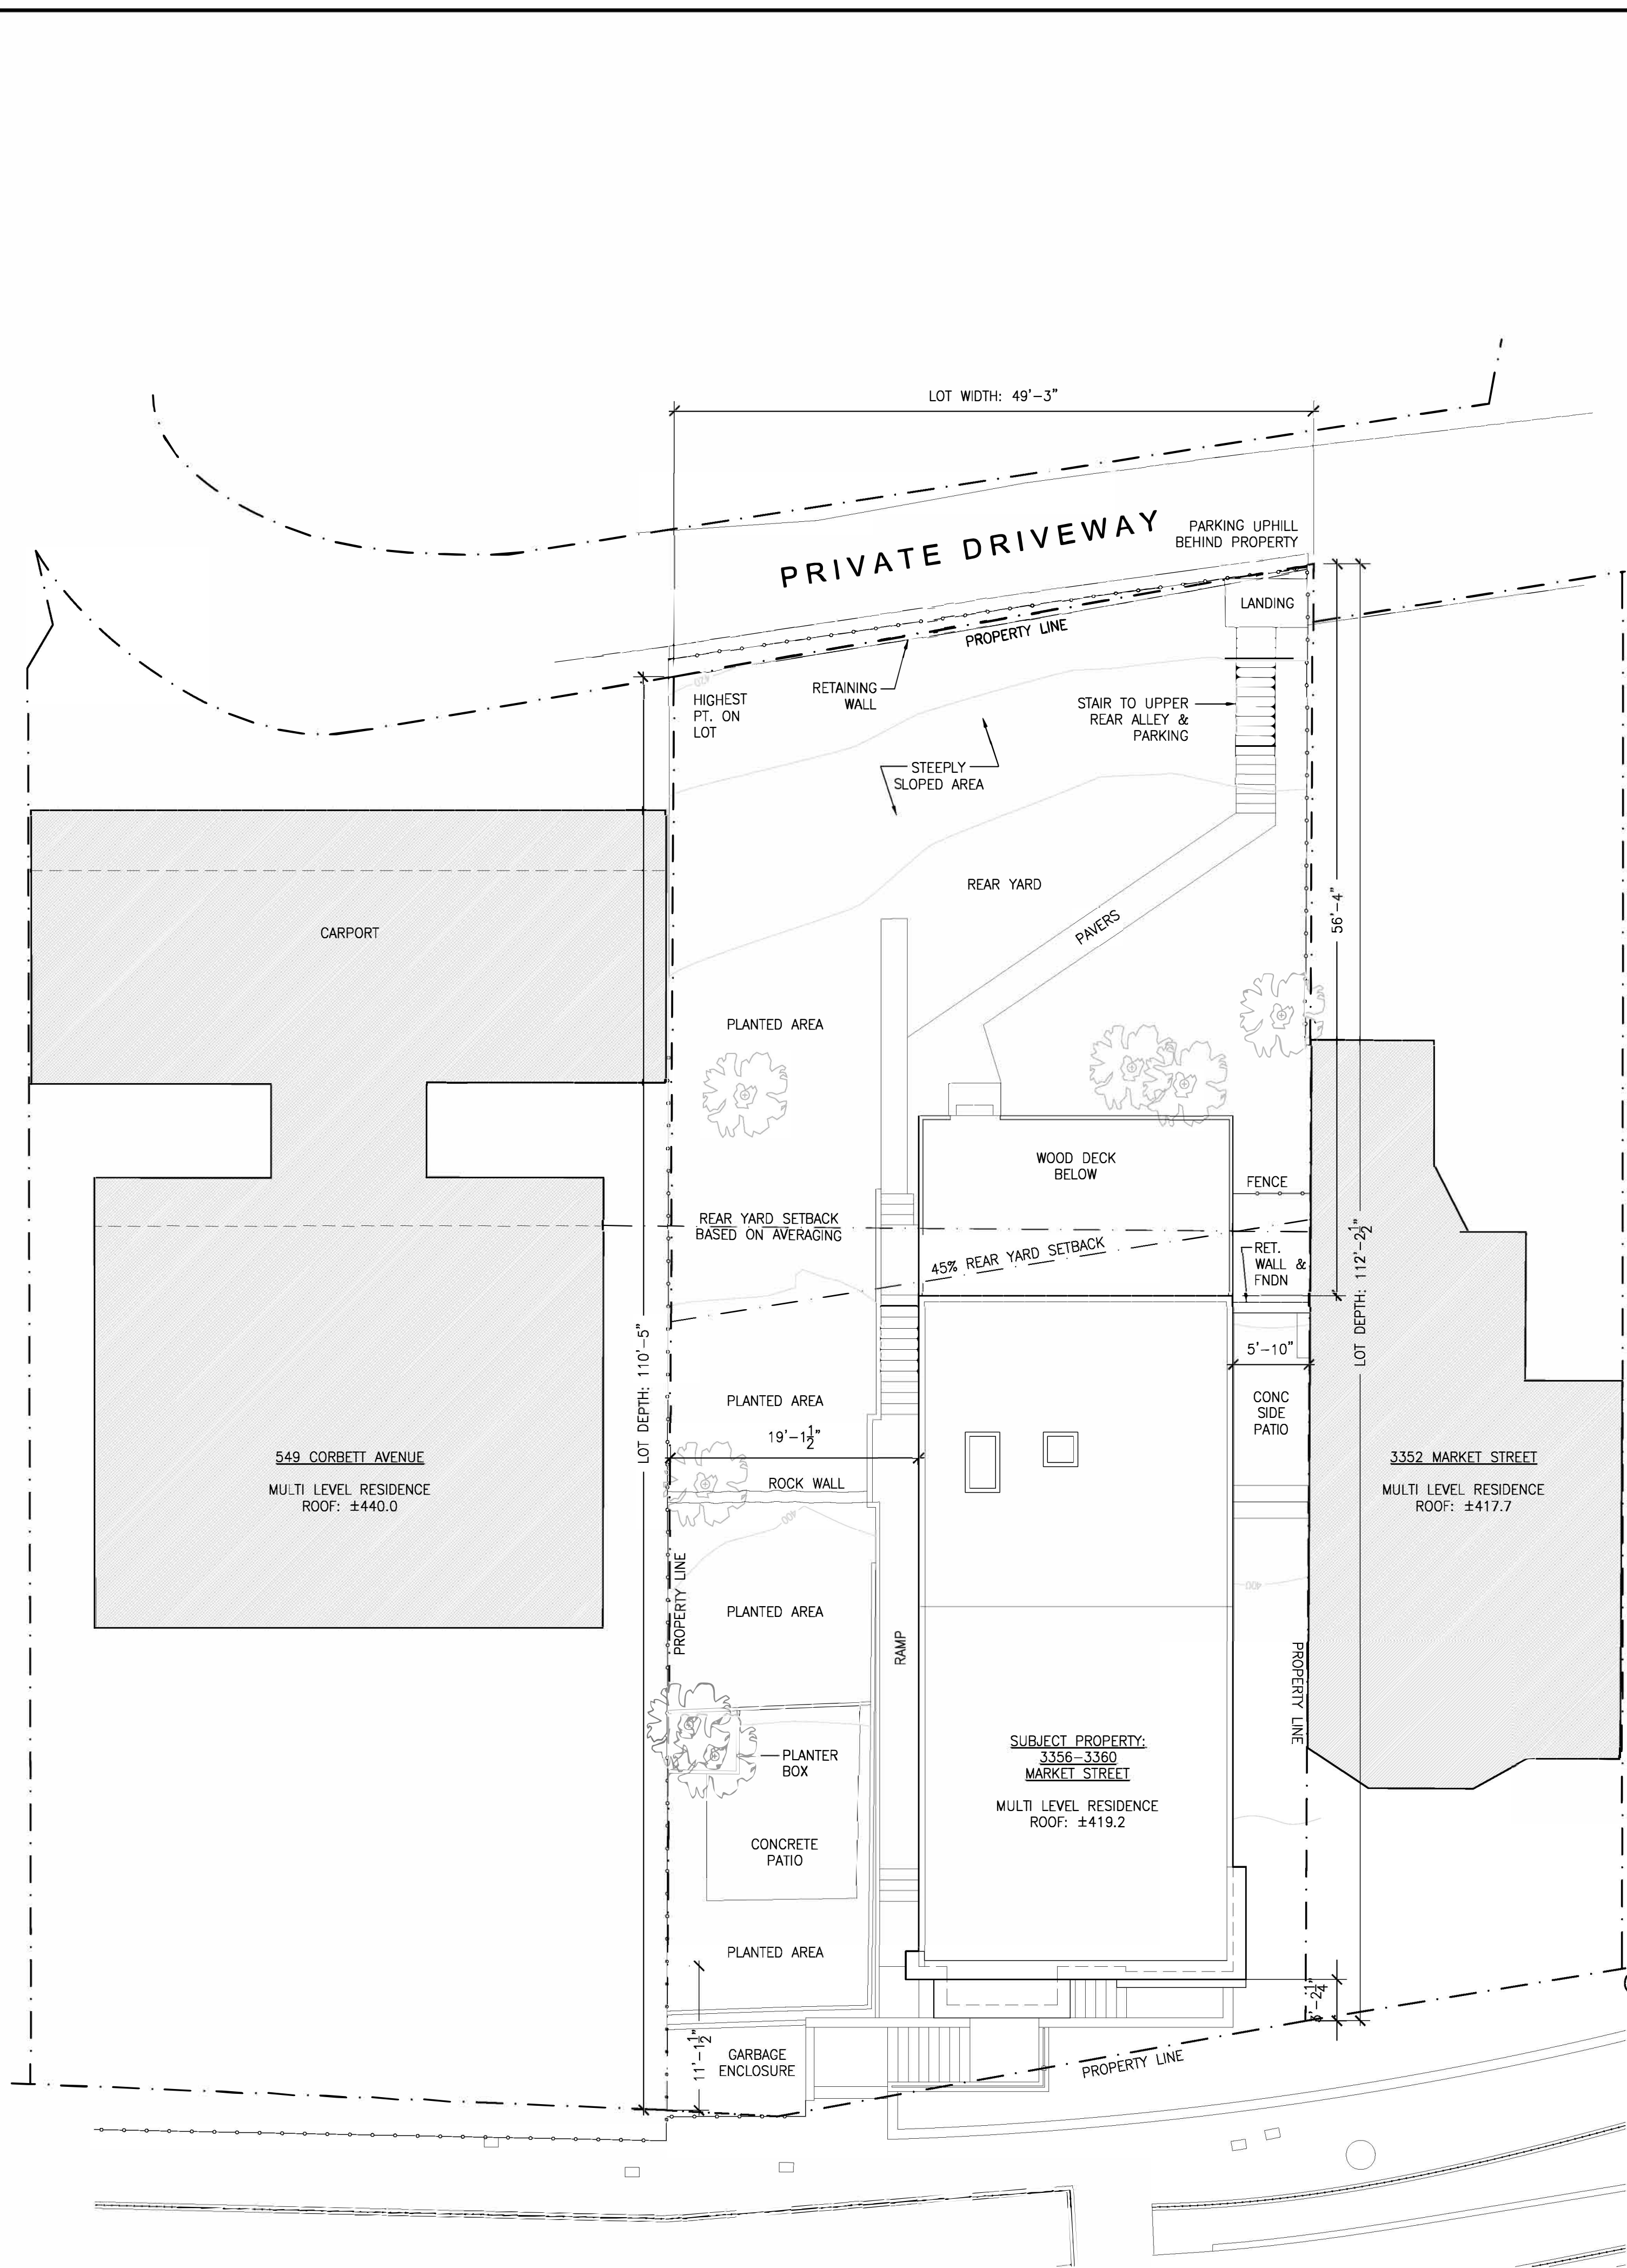 LOT WIDTH: 49'-3"
PRIVATE DRIVEWAY
PARKING UPHILL
BEHIND PROPERTY
LANDING
PROPERTY LINE
420
HIGHEST
PT. ON
LOT
RETAINING
WALL
STAIR TO UPPER
REAR ALLEY &
PARKING
STEEPLY
SLOPED AREA
REAR YARD
PAVERS
56'-4"
CARPORT
PLANTED AREA
WOOD DECK
BELOW
FENCE
REAR YARD SETBACK
BASED ON AVERAGING
45% REAR YARD SETBACK
RET.
WALL &
FNDN
LOT DEPTH: 110'-5"
LOT DEPTH: 112'-2½"
5'-10"
PLANTED AREA
19'-1½"
CONC
SIDE
PATIO
549 CORBETT AVENUE
MULTI LEVEL RESIDENCE
ROOF: ±440.0
ROCK WALL
400
3352 MARKET STREET
MULTI LEVEL RESIDENCE
ROOF: ±417.7
400
PROPERTY LINE
PLANTED AREA
RAMP
PROPERTY LINE
PLANTER
BOX
SUBJECT PROPERTY:
3356-3360
MARKET STREET
MULTI LEVEL RESIDENCE
ROOF: ±419.2
CONCRETE
PATIO
PLANTED AREA
11'-1½"
GARBAGE
ENCLOSURE
PROPERTY LINE